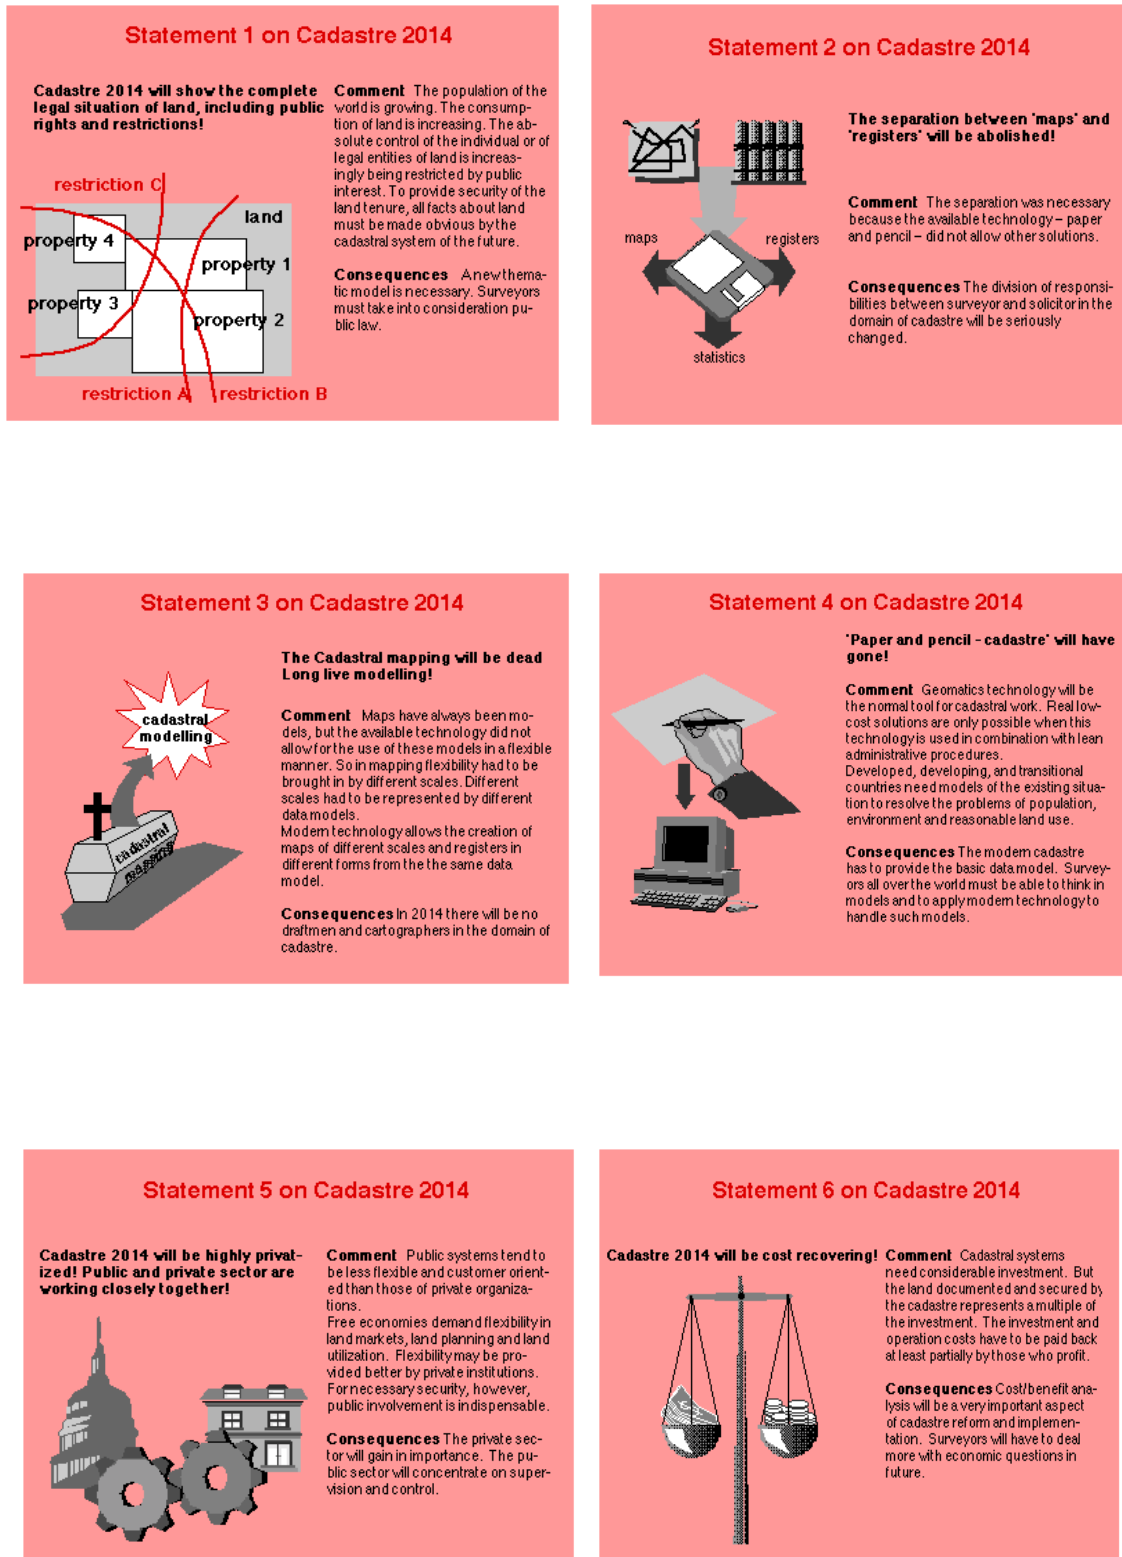 Statement 1 on Cadastre 2014
Cadastre 2014 will show the complete
legal situation of land, including public
rights and restrictions!
restriction C
land
property 4
property 1
property 3
property 2
restriction A
restriction B
Comment The population of the
world is growing. The consump-
tion of land is increasing. The ab-
solute control of the individual or of
legal entities of land is increas-
ingly being restricted by public
interest. To provide security of the
land tenure, all facts about land
must be made obvious by the
cadastral system of the future.
Consequences A new thema-
tic model is necessary. Surveyors
must take into consideration pu-
blic law.
Statement 2 on Cadastre 2014
maps
registers
statistics
The separation between 'maps' and
'registers' will be abolished!
Comment The separation was necessary
because the available technology – paper
and pencil – did not allow other solutions.
Consequences The division of responsi-
bilities between surveyor and solicitor in the
domain of cadastre will be seriously
changed.
Statement 3 on Cadastre 2014
cadastral
modelling
cadastral
mapping
The Cadastral mapping will be dead
Long live modelling!
Comment Maps have always been mo-
dels, but the available technology did not
allow for the use of these models in a flexible
manner. So in mapping flexibility had to be
brought in by different scales. Different
scales had to be represented by different
data models.
Modern technology allows the creation of
maps of different scales and registers in
different forms from the the same data
model.
Consequences In 2014 there will be no
draftmen and cartographers in the domain of
cadastre.
Statement 4 on Cadastre 2014
'Paper and pencil - cadastre' will have
gone!
Comment Geomatics technology will be
the normal tool for cadastral work. Real low-
cost solutions are only possible when this
technology is used in combination with lean
administrative procedures.
Developed, developing, and transitional
countries need models of the existing situa-
tion to resolve the problems of population,
environment and reasonable land use.
Consequences The modern cadastre
has to provide the basic data model. Survey-
ors all over the world must be able to think in
models and to apply modern technology to
handle such models.
Statement 5 on Cadastre 2014
Cadastre 2014 will be highly privat-
ized! Public and private sector are
working closely together!
Comment Public systems tend to
be less flexible and customer orient-
ed than those of private organiza-
tions.
Free economies demand flexibility in
land markets, land planning and land
utilization. Flexibility may be pro-
vided better by private institutions.
For necessary security, however,
public involvement is indispensable.
Consequences The private sec-
tor will gain in importance. The pu-
blic sector will concentrate on super-
vision and control.
Statement 6 on Cadastre 2014
Cadastre 2014 will be cost recovering!
Comment Cadastral systems
need considerable investment. But
the land documented and secured by
the cadastre represents a multiple of
the investment. The investment and
operation costs have to be paid back
at least partially by those who profit.
Consequences Cost/benefit ana-
lysis will be a very important aspect
of cadastre reform and implemen-
tation. Surveyors will have to deal
more with economic questions in
future.